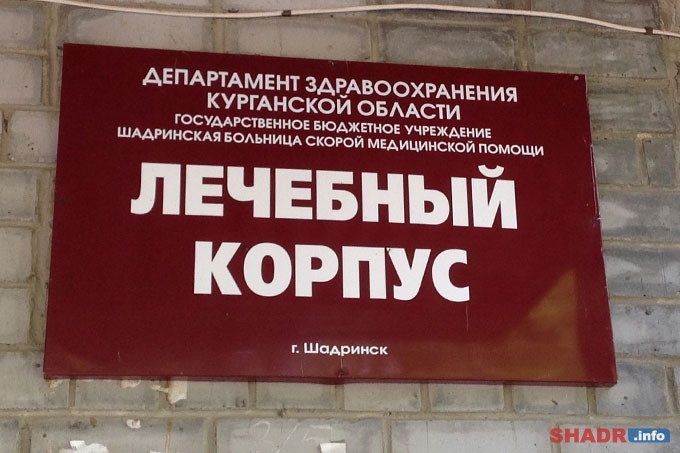 ДЕПАРТАМЕНТ ЗДРАВООХРАНЕНИЯ
КУРГАНСКОЙ ОБЛАСТИ
ГОСУДАРСТВЕННОЕ БЮДЖЕТНОЕ УЧРЕЖДЕНИЕ
ШАДРИНСКАЯ БОЛЬНИЦА СКОРОЙ МЕДИЦИНСКОЙ ПОМОЩИ
ЛЕЧЕБНЫЙ
КОРПУС
г. Шадринск
SHADR.info